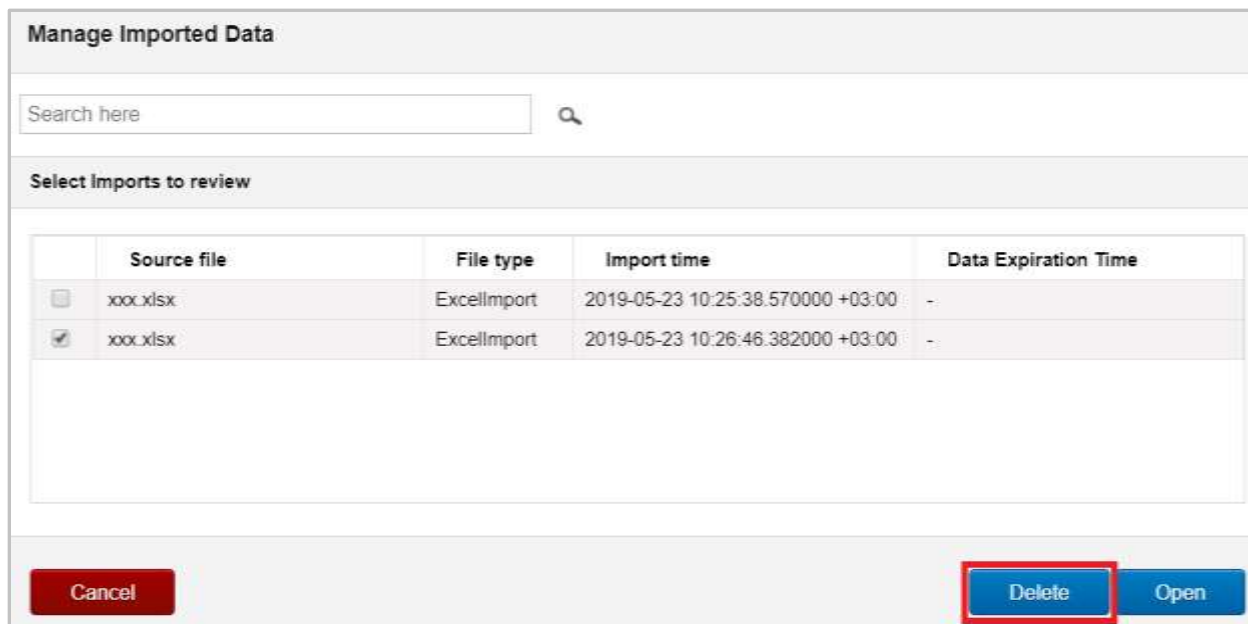 Manage Imported Data
Search here
Select Imports to review
Source file File type Import time Data Expiration Time
xxx.xlsx ExcelImport 2019-05-23 10:25:38.570000 +03:00 -
xxx.xlsx ExcelImport 2019-05-23 10:26:46.382000 +03:00 -
Cancel Delete Open